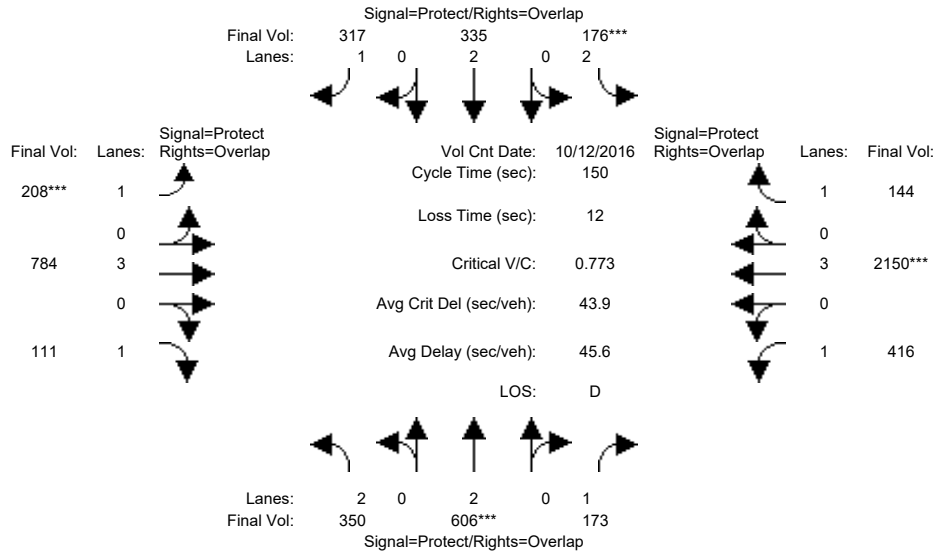 Signal=Protect/Rights=Overlap
Final Vol: 317 335 176***
Lanes: 1 0 2 0 2
Signal=Protect
Final Vol: Lanes: Rights=Overlap
Vol Cnt Date: 10/12/2016
Signal=Protect
Rights=Overlap Lanes: Final Vol:
Cycle Time (sec): 150
208*** 1
1 144
Loss Time (sec): 12
0
0
784 3
Critical V/C: 0.773
3 2150***
0
Avg Crit Del (sec/veh): 43.9
0
111 1
Avg Delay (sec/veh): 45.6
1 416
LOS: D
Lanes: 2 0 2 0 1
Final Vol: 350 606*** 173
Signal=Protect/Rights=Overlap